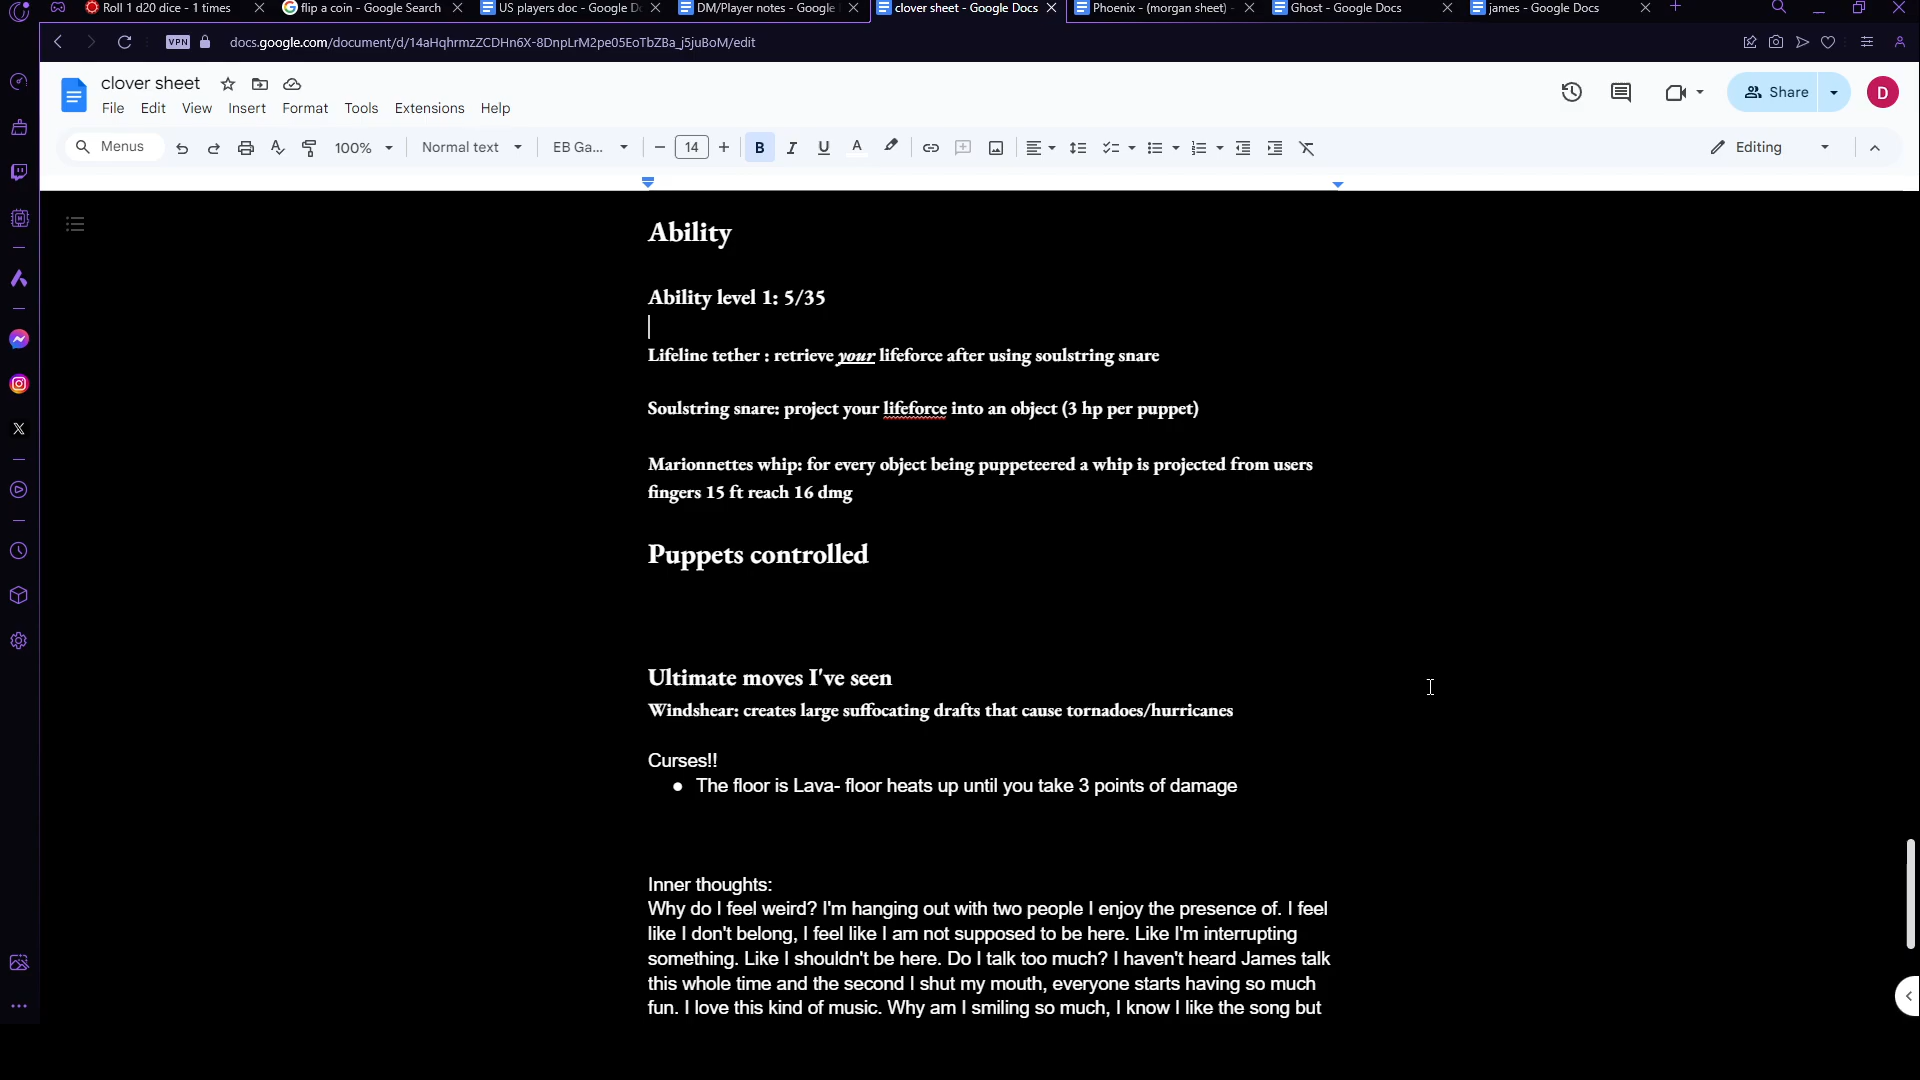 Roll 1 d20 dice - 1 times
flip a coin - Google Search
US players doc - Google D
DM/Player notes - Google
clover sheet - Google Docs
Phoenix - (morgan sheet) -
Ghost - Google Docs
james - Google Docs
VPN
docs.google.com/document/d/14aHqhrmzZCDHn6X-8DnpLrM2pe05EoTbZBa_j5juBoM/edit
clover sheet
File Edit View Insert Format Tools Extensions Help
Share
D
Menus
100%
Normal text
EB Ga...
14
B I U A
Editing
Ability
Ability level 1: 5/35
Lifeline tether : retrieve your lifeforce after using soulstring snare
Soulstring snare: project your lifeforce into an object (3 hp per puppet)
Marionnettes whip: for every object being puppeteered a whip is projected from users
fingers 15 ft reach 16 dmg
Puppets controlled
Ultimate moves I've seen
Windshear: creates large suffocating drafts that cause tornadoes/hurricanes
Curses!!
● The floor is Lava- floor heats up until you take 3 points of damage
Inner thoughts:
Why do I feel weird? I'm hanging out with two people I enjoy the presence of. I feel
like I don't belong, I feel like I am not supposed to be here. Like I'm interrupting
something. Like I shouldn't be here. Do I talk too much? I haven't heard James talk
this whole time and the second I shut my mouth, everyone starts having so much
fun. I love this kind of music. Why am I smiling so much, I know I like the song but